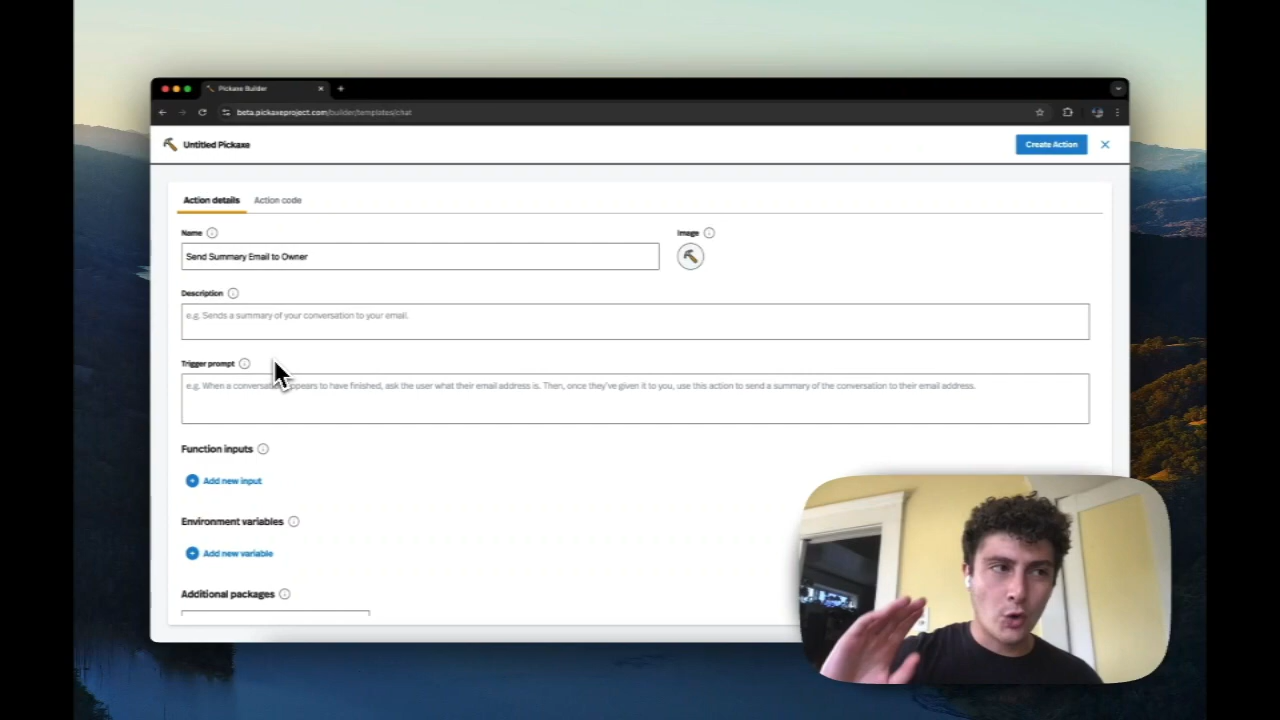 Pickaxe Builder
beta.pickaxeproject.com/builder/templates/chat
Untitled Pickaxe
Create Action
Action details
Action code
Name
Image
Send Summary Email to Owner
Description
e.g. Sends a summary of your conversation to your email.
Trigger prompt
e.g. When a conversat appears to have finished, ask the user what their email address is. Then, once they've given it to you, use this action to send a summary of the conversation to their email address.
Function inputs
Add new input
Environment variables
Add new variable
Additional packages